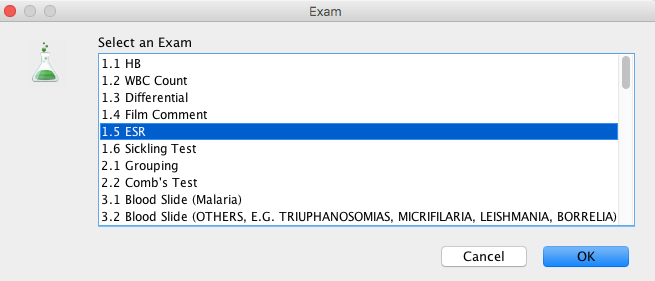 Exam
Select an Exam
1.1 HB
1.2 WBC Count
1.3 Differential
1.4 Film Comment
1.5 ESR
1.6 Sickling Test
2.1 Grouping
2.2 Comb's Test
3.1 Blood Slide (Malaria)
3.2 Blood Slide (OTHERS, E.G. TRIUPHANOSOMIAS, MICRIFILARIA, LEISHMANIA, BORRELIA)
Cancel OK